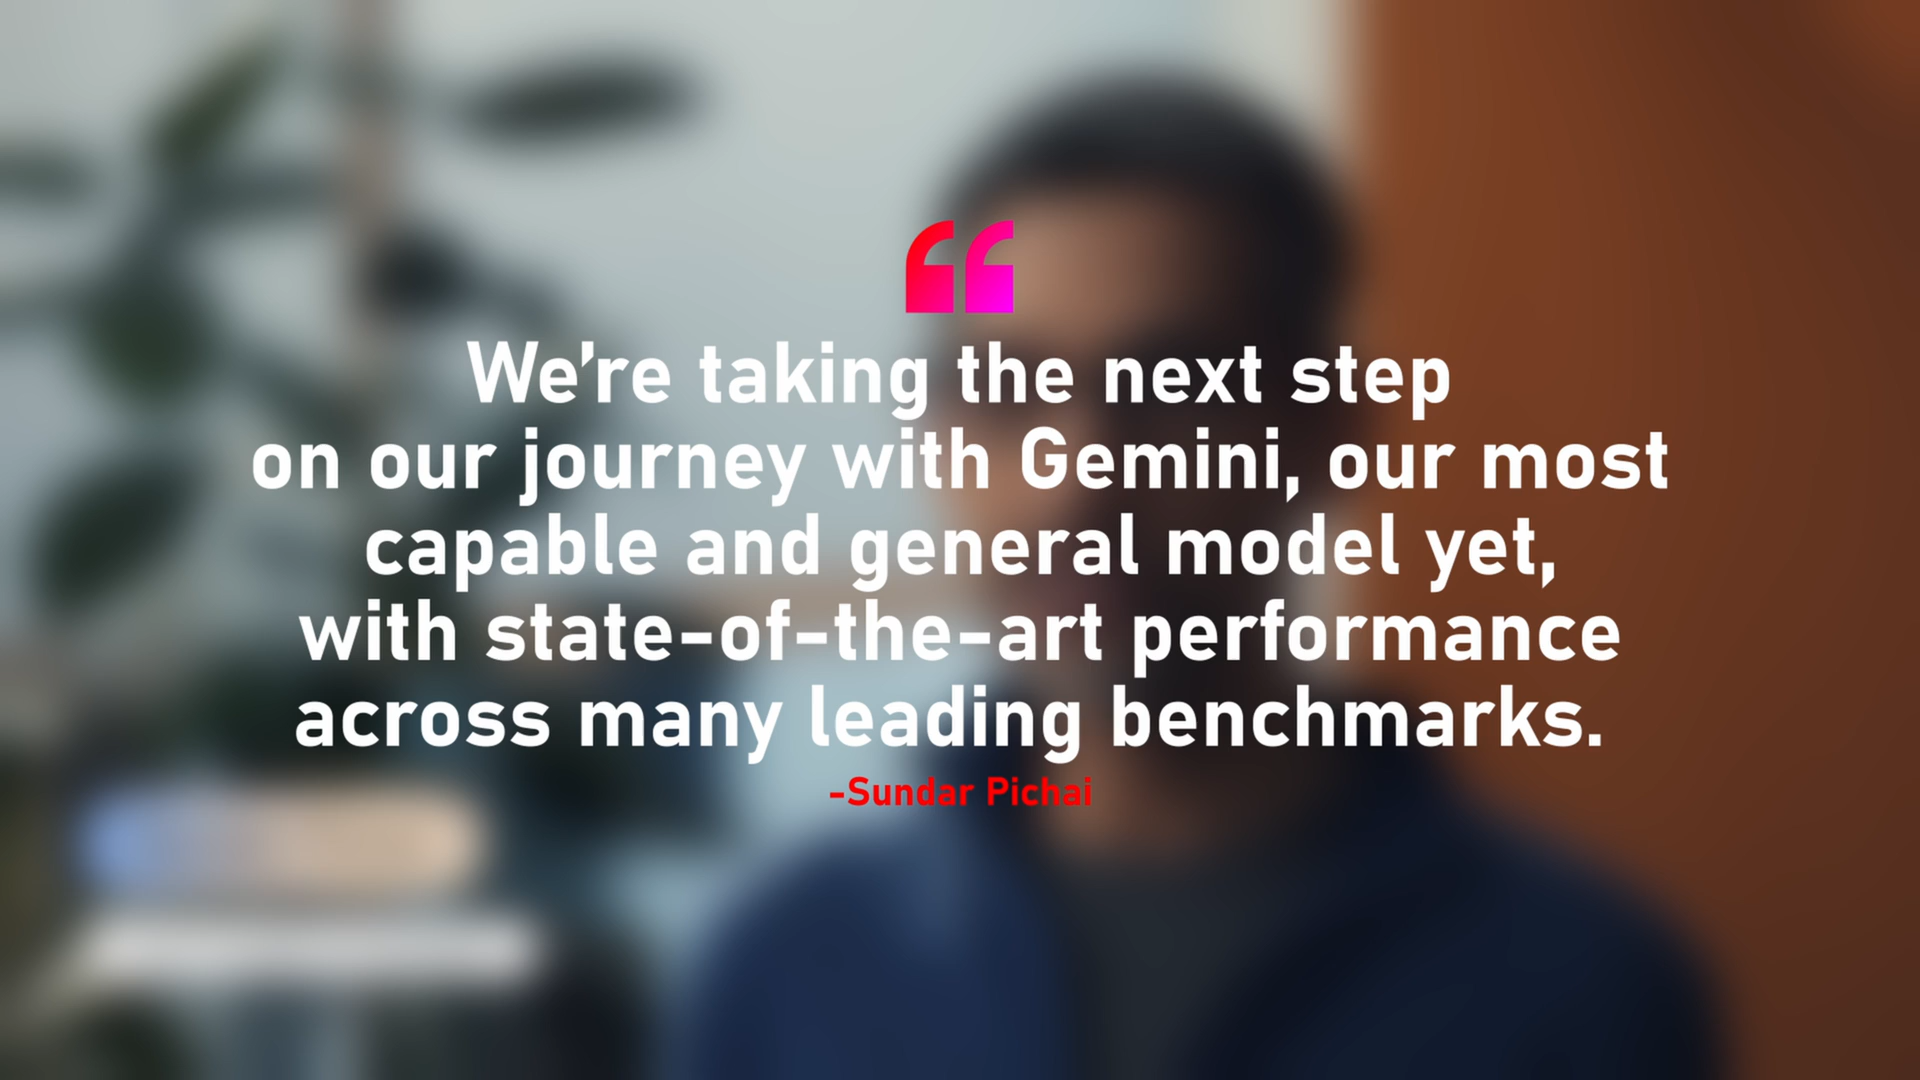 “
We’re taking the next step
on our journey with Gemini, our most
capable and general model yet,
with state-of-the-art performance
across many leading benchmarks.
-Sundar Pichai